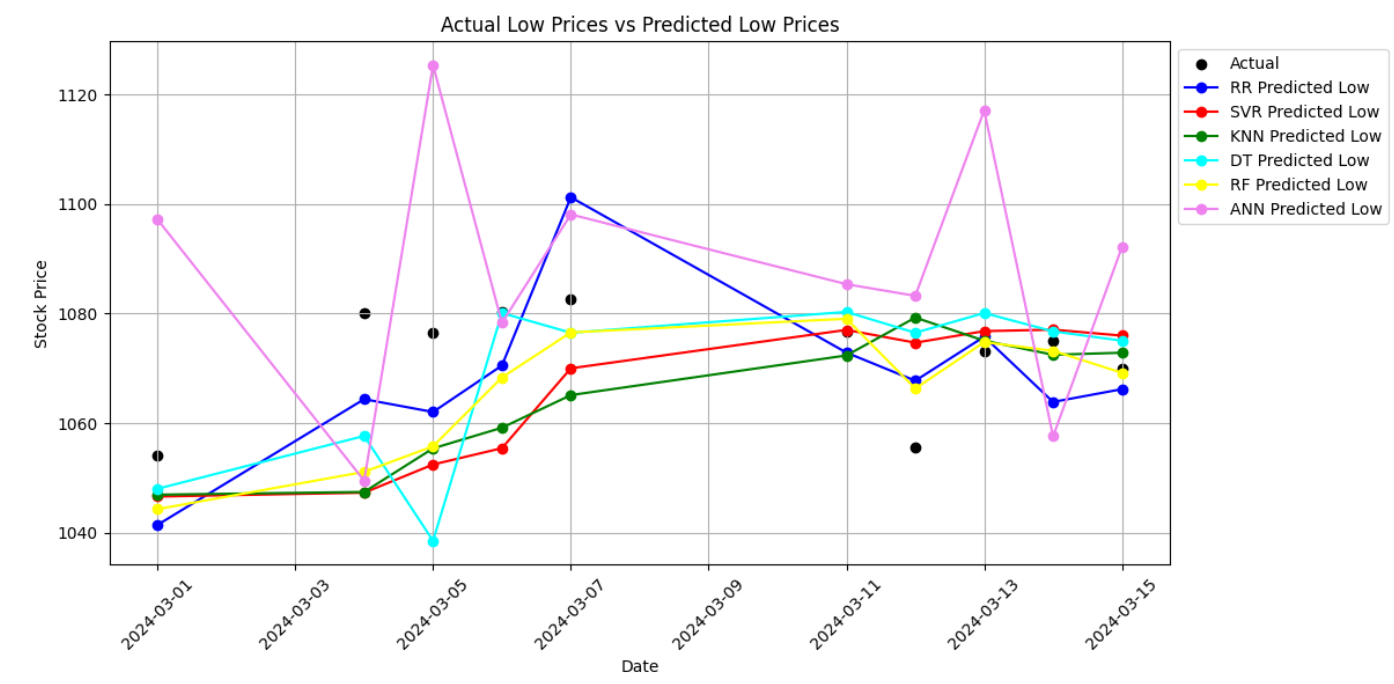 Actual Low Prices vs Predicted Low Prices
Actual
RR Predicted Low
SVR Predicted Low
KNN Predicted Low
DT Predicted Low
RF Predicted Low
ANN Predicted Low
Stock Price
1120
1100
1080
1060
1040
2024-03-01
2024-03-03
2024-03-05
2024-03-07
2024-03-09
2024-03-11
2024-03-13
2024-03-15
Date